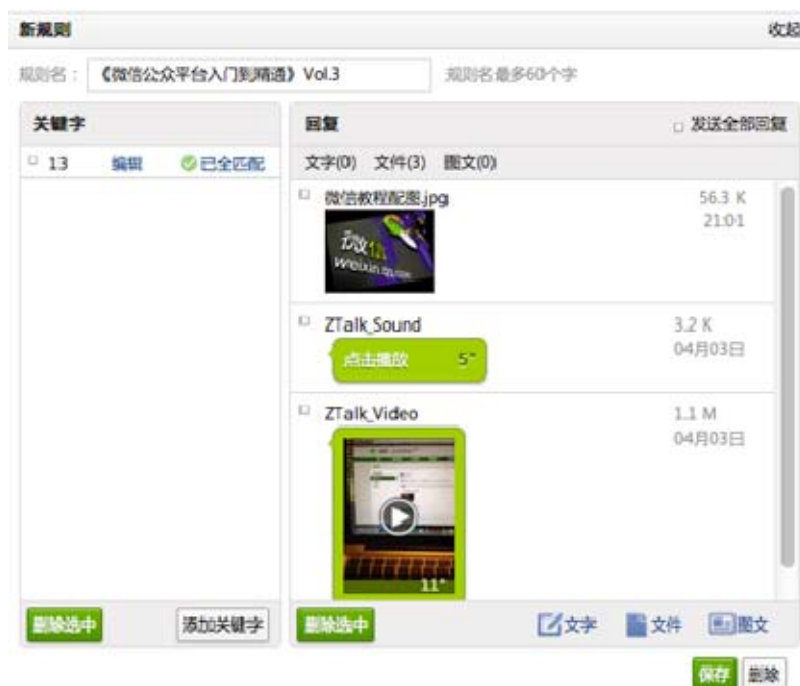 新规则 收起
规则名： 《微信公众平台入门到精通》Vol.3 规则名最多60个字
关键字
13 编辑 已全匹配
回复 发送全部回复
文字(0) 文件(3) 图文(0)
微信教程配图.jpg 56.3 K
21:01
weixin.qq.com
ZTalk_Sound 3.2 K
04月03日
点击播放 5"
ZTalk_Video 1.1 M
04月03日
11"
删除选中 添加关键字
删除选中 文字 文件 图文
保存 删除